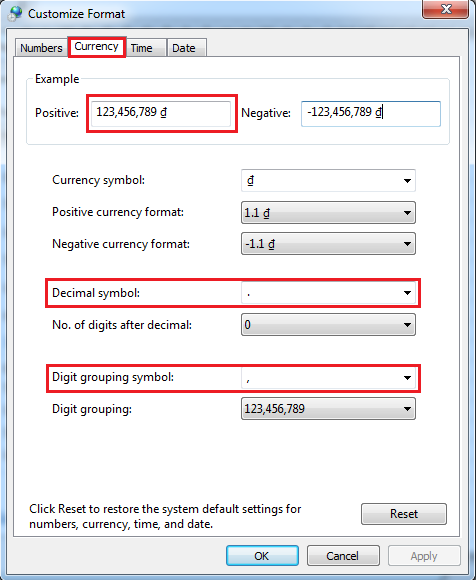 Customize Format
Numbers Currency Time Date
Example
Positive: 123,456,789 ₫ Negative: -123,456,789 ₫
Currency symbol: ₫
Positive currency format: 1.1 ₫
Negative currency format: -1.1 ₫
Decimal symbol: .
No. of digits after decimal: 0
Digit grouping symbol: ,
Digit grouping: 123,456,789
Click Reset to restore the system default settings for
numbers, currency, time, and date.
Reset
OK Cancel Apply